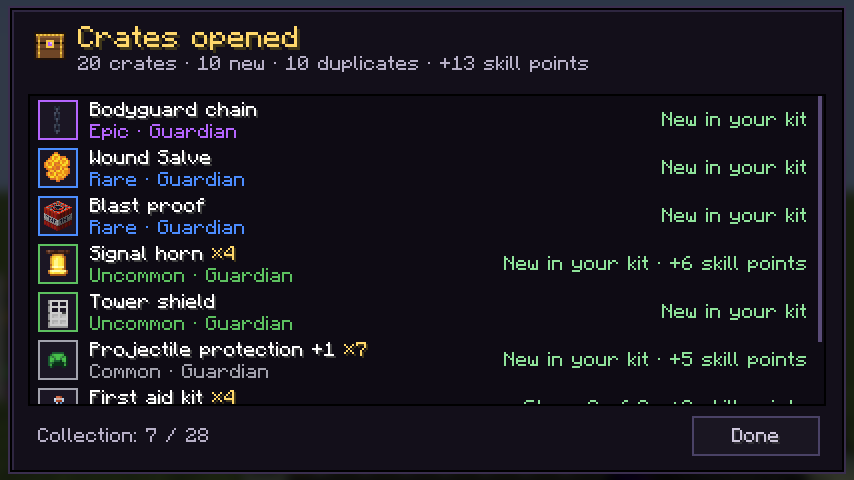 Crates opened
20 crates · 10 new · 10 duplicates · +13 skill points
Bodyguard chain
Epic · Guardian
New in your kit
Wound Salve
Rare · Guardian
New in your kit
Blast proof
Rare · Guardian
New in your kit
Signal horn ×4
Uncommon · Guardian
New in your kit · +6 skill points
Tower shield
Uncommon · Guardian
New in your kit
Projectile protection +1 ×7
Common · Guardian
New in your kit · +5 skill points
First aid kit ×4
Collection: 7 / 28
Done